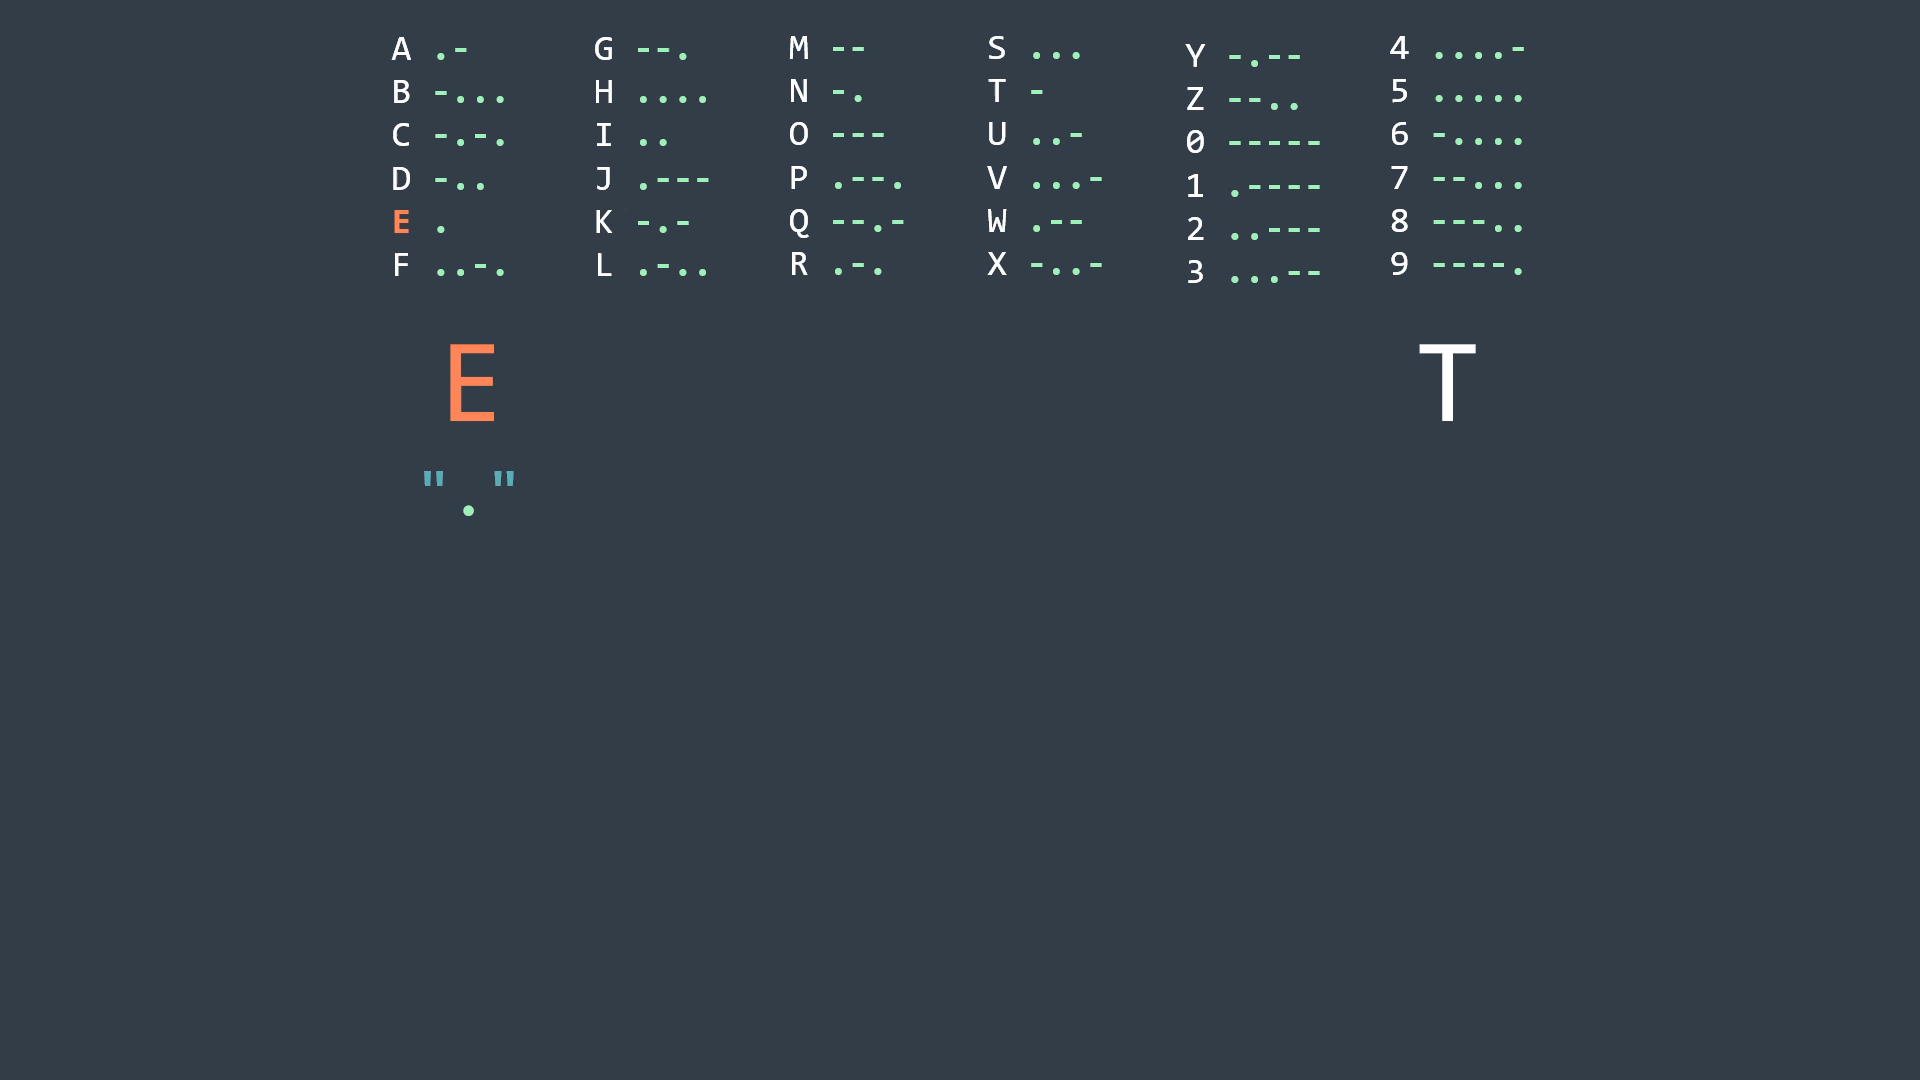 A .-
B -...
C -.-.
D -..
E .
F ..-.
G --.
H ....
I ..
J .---
K -.-
L .-..
M --
N -.
O ---
P .--.
Q --.-
R .-.
S ...
T -
U ..-
V ...-
W .--
X -..-
Y -.--
Z --..
0 -----
1 .----
2 ..---
3 ...--
4 ....-
5 .....
6 -....
7 --...
8 ---..
9 ----.
E T
"."